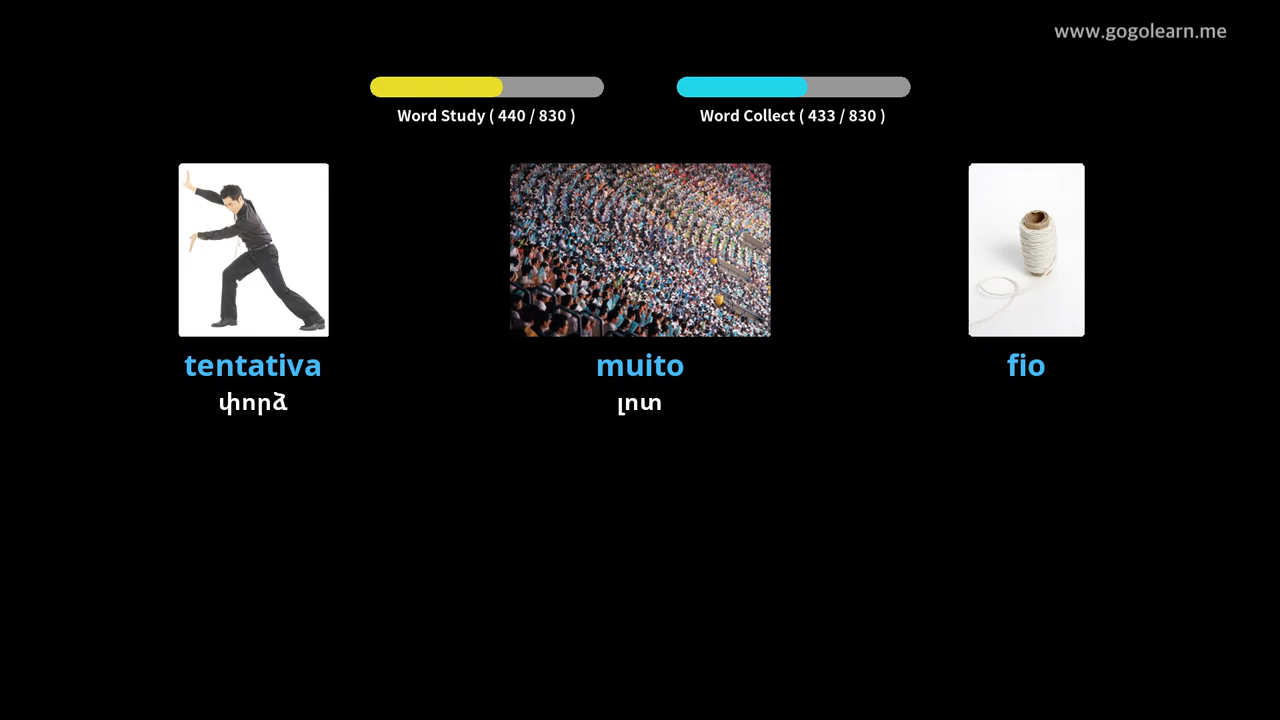 www.gogolearn.me
Word Study ( 440 / 830 )
Word Collect ( 433 / 830 )
tentativa
muito
fio
փորձ
լոտ